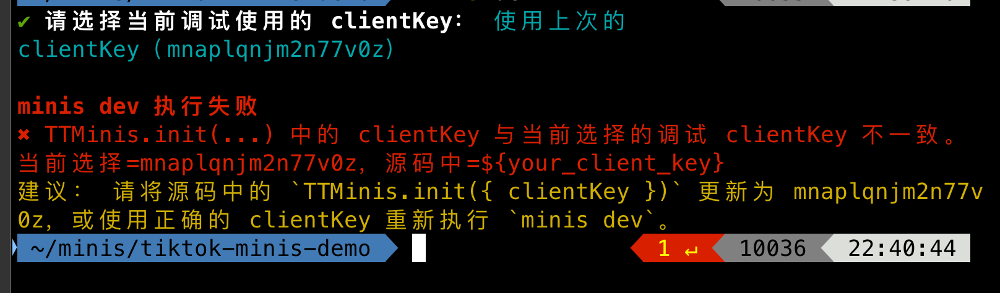 ✔ 请选择当前调试使用的 clientKey： 使用上次的
clientKey (mnaplqnjm2n77v0z)
minis dev 执行失败
✖ TTMinis.init(...) 中的 clientKey 与当前选择的调试 clientKey 不一致。
当前选择=mnaplqnjm2n77v0z, 源码中=${your_client_key}
建议： 请将源码中的 `TTMinis.init({ clientKey })` 更新为 mnaplqnjm2n77v
0z, 或使用正确的 clientKey 重新执行 `minis dev`。
~/minis/tiktok-minis-demo 1 ↵ 10036 22:40:44